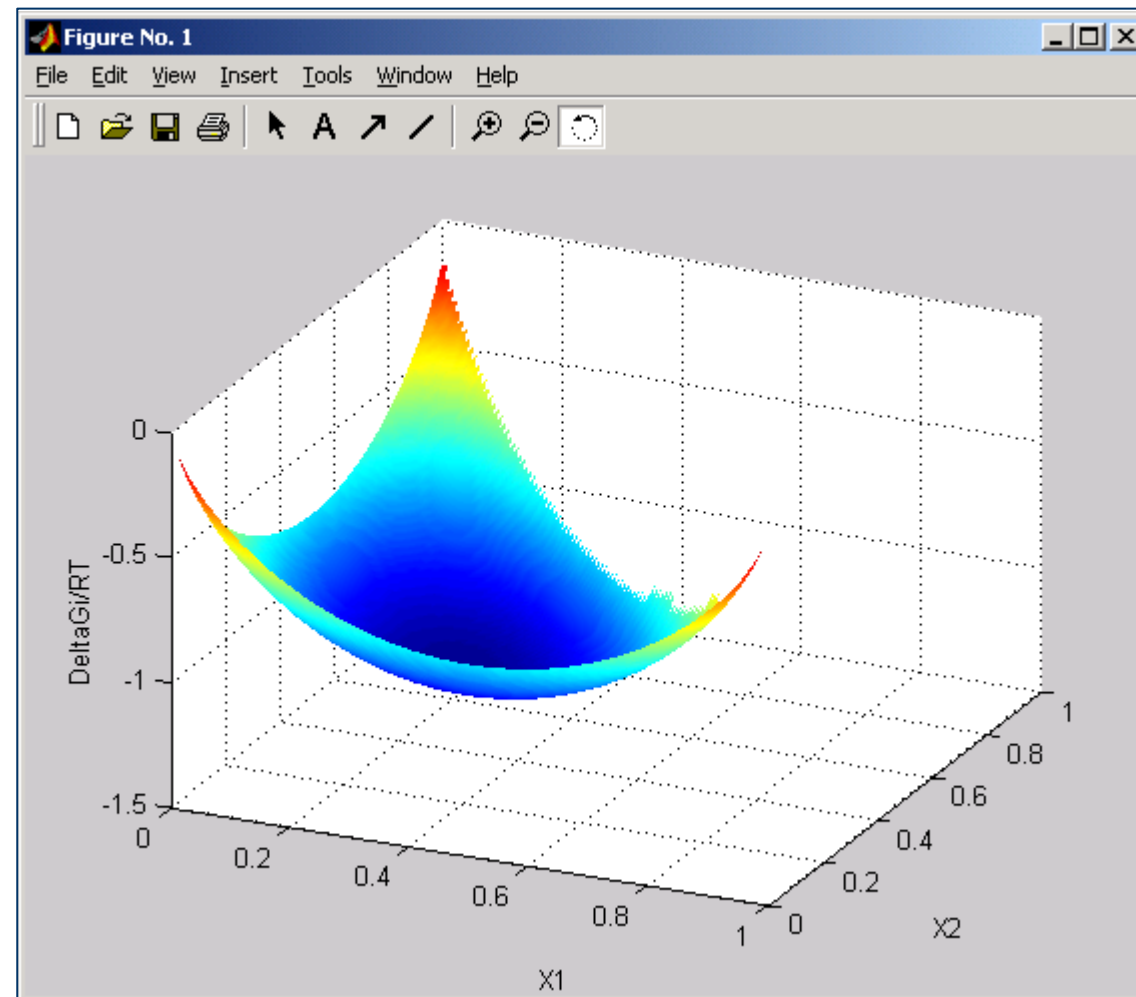 Figure No. 1
File Edit View Insert Tools Window Help
A
0
-0.5
-1
-1.5
DeltaGi/RT
0
0.2
0.4
0.6
0.8
1
X1
0
0.2
0.4
0.6
0.8
1
X2